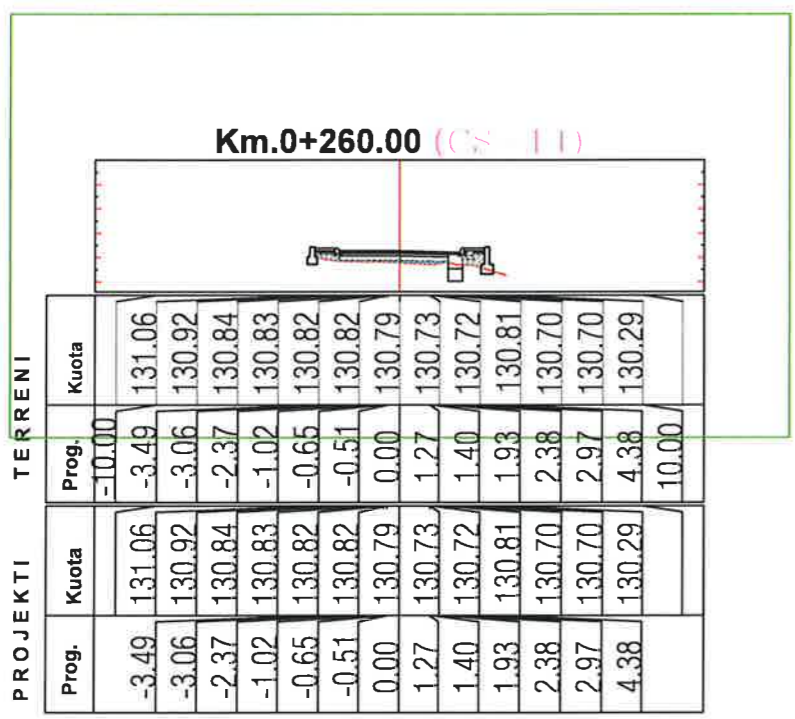 Km.0+260.00
TERRENI
Kuota 131.06 130.92 130.84 130.83 130.82 130.82 130.79 130.73 130.72 130.81 130.70 130.70 130.29
Prog. -10.00 -3.49 -3.06 -2.37 -1.02 -0.65 -0.51 0.00 1.27 1.40 1.93 2.38 2.97 4.38 10.00
PROJEKTI
Kuota 131.06 130.92 130.84 130.83 130.82 130.82 130.79 130.73 130.72 130.81 130.70 130.70 130.29
Prog. -3.49 -3.06 -2.37 -1.02 -0.65 -0.51 0.00 1.27 1.40 1.93 2.38 2.97 4.38